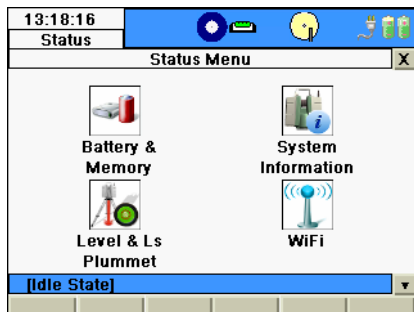 13:18:16
Status
Status Menu X
Battery &
Memory
System
Information
Level & Ls
Plummet
WiFi
[Idle State]